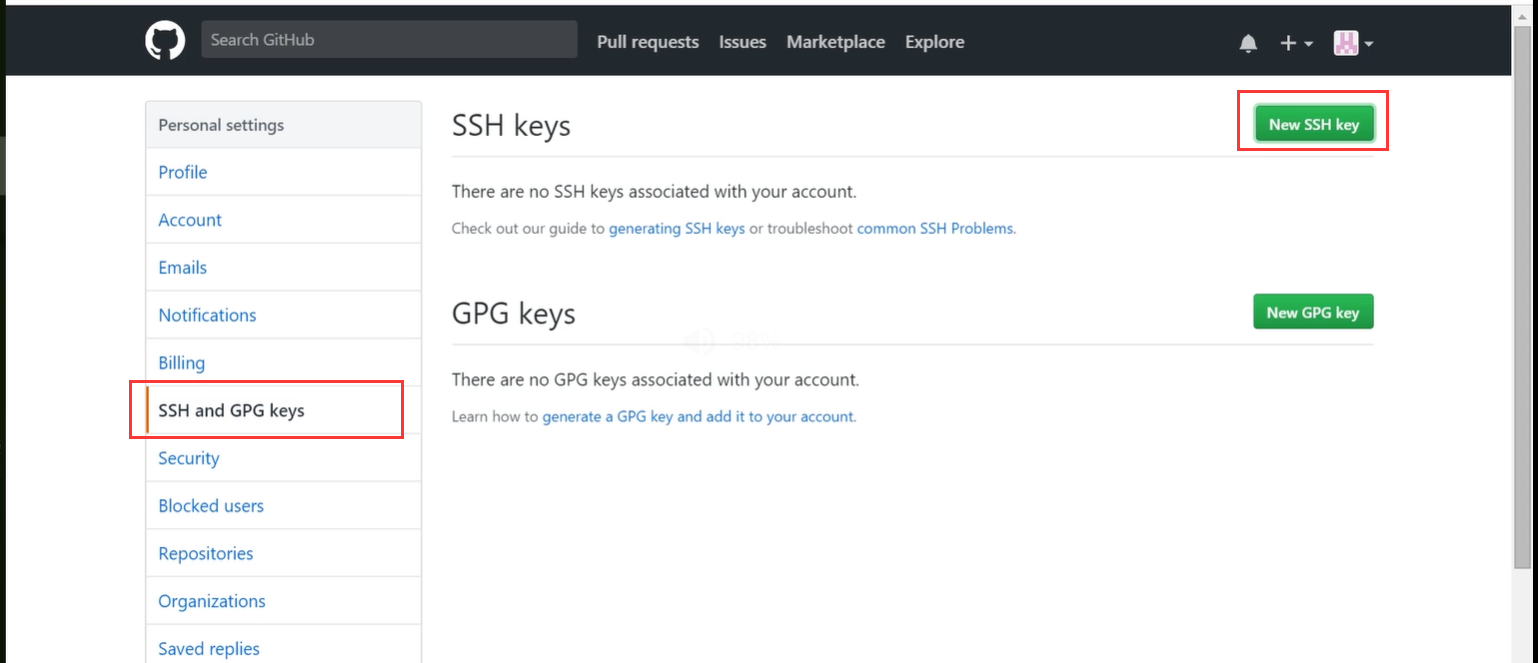 Search GitHub
Pull requests
Issues
Marketplace
Explore
Personal settings
Profile
Account
Emails
Notifications
Billing
SSH and GPG keys
Security
Blocked users
Repositories
Organizations
Saved replies
SSH keys
New SSH key
There are no SSH keys associated with your account.
Check out our guide to generating SSH keys or troubleshoot common SSH Problems.
GPG keys
New GPG key
There are no GPG keys associated with your account.
Learn how to generate a GPG key and add it to your account.